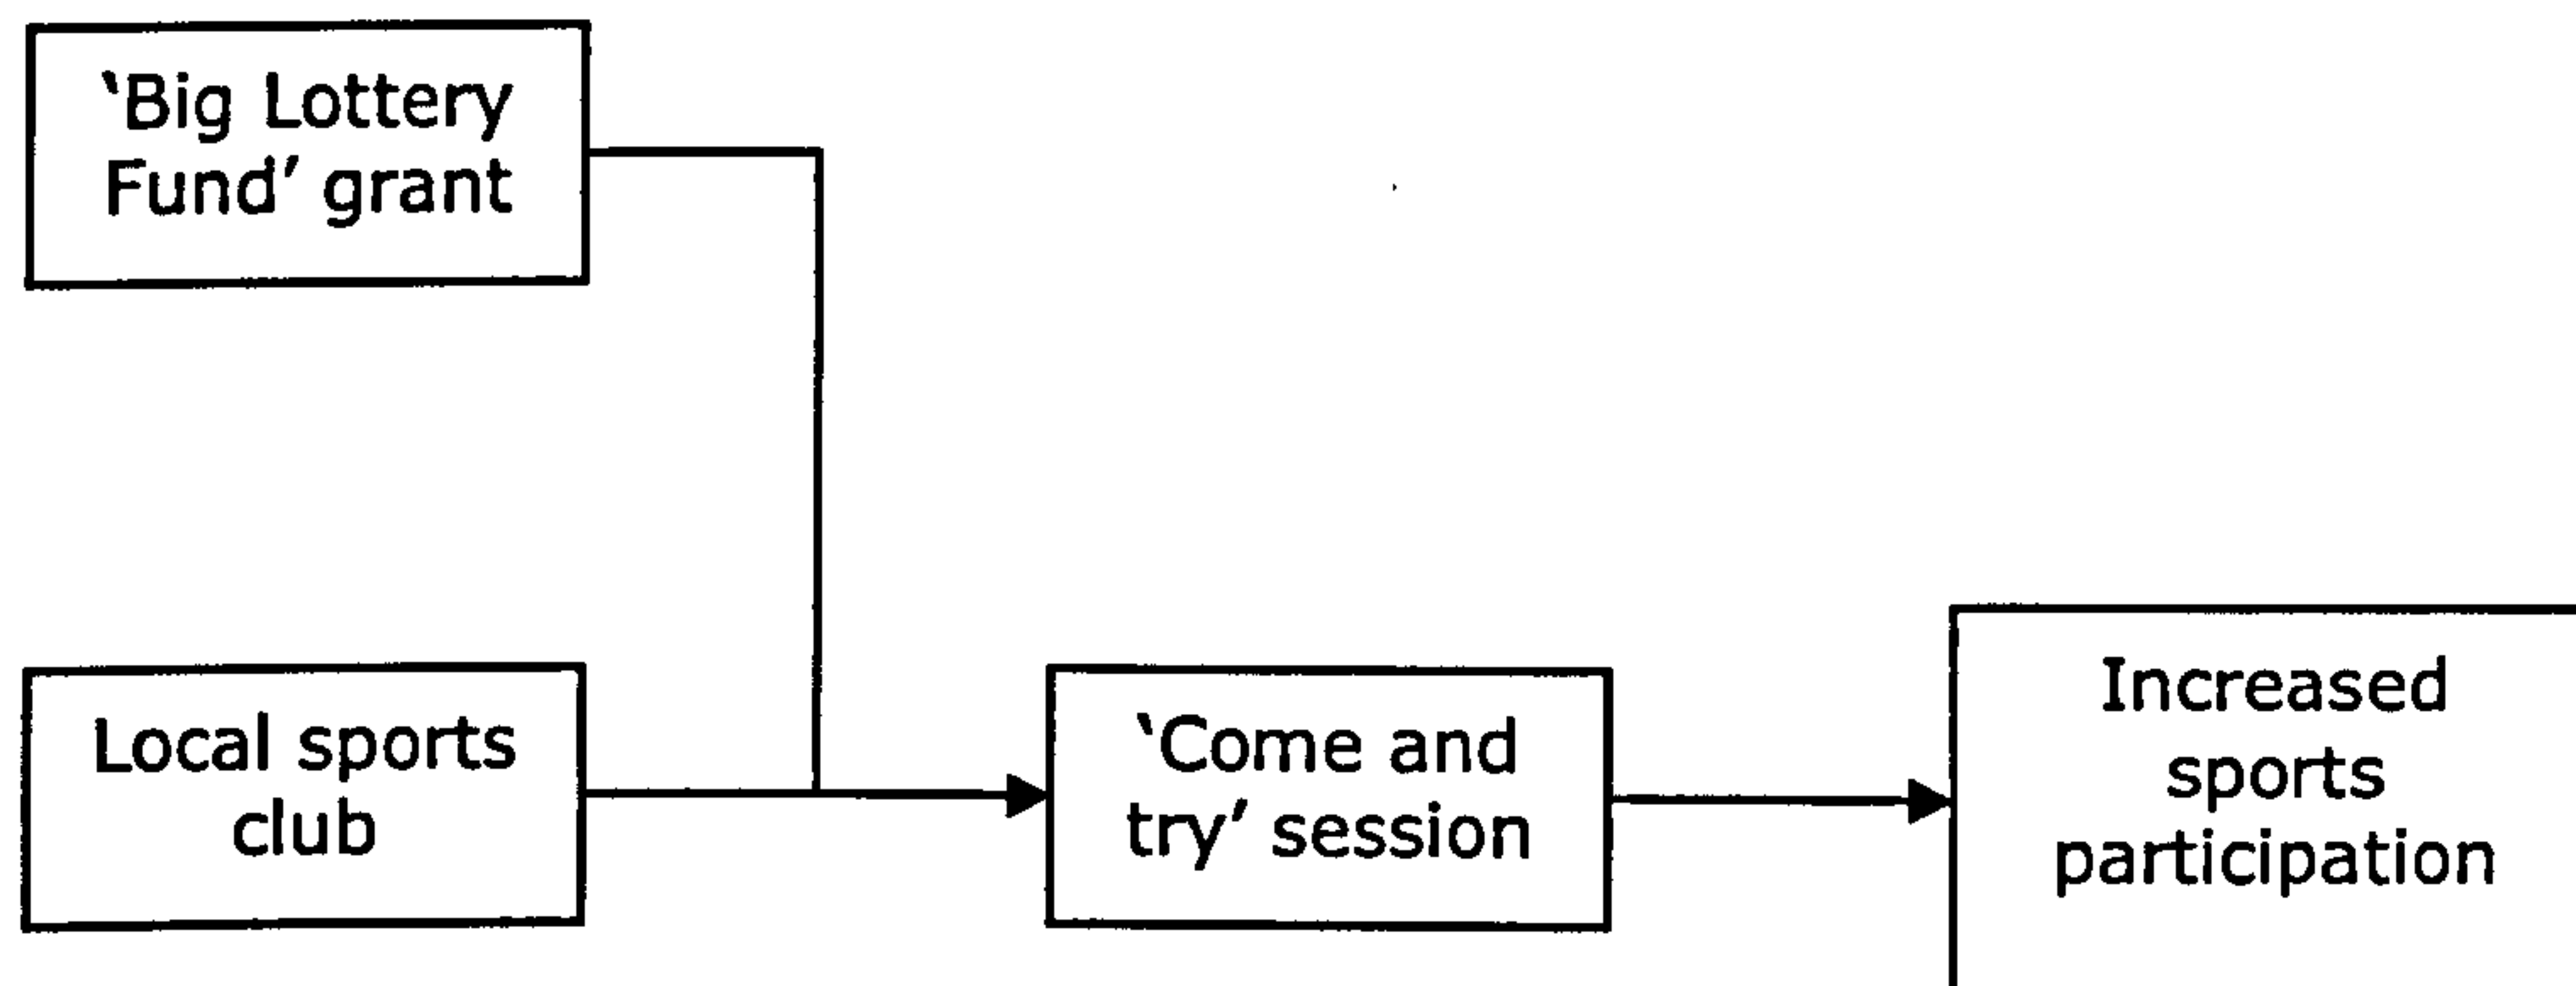 ‘Big Lottery
Fund’ grant
Local sports
club
‘Come and
try’ session
Increased
sports
participation